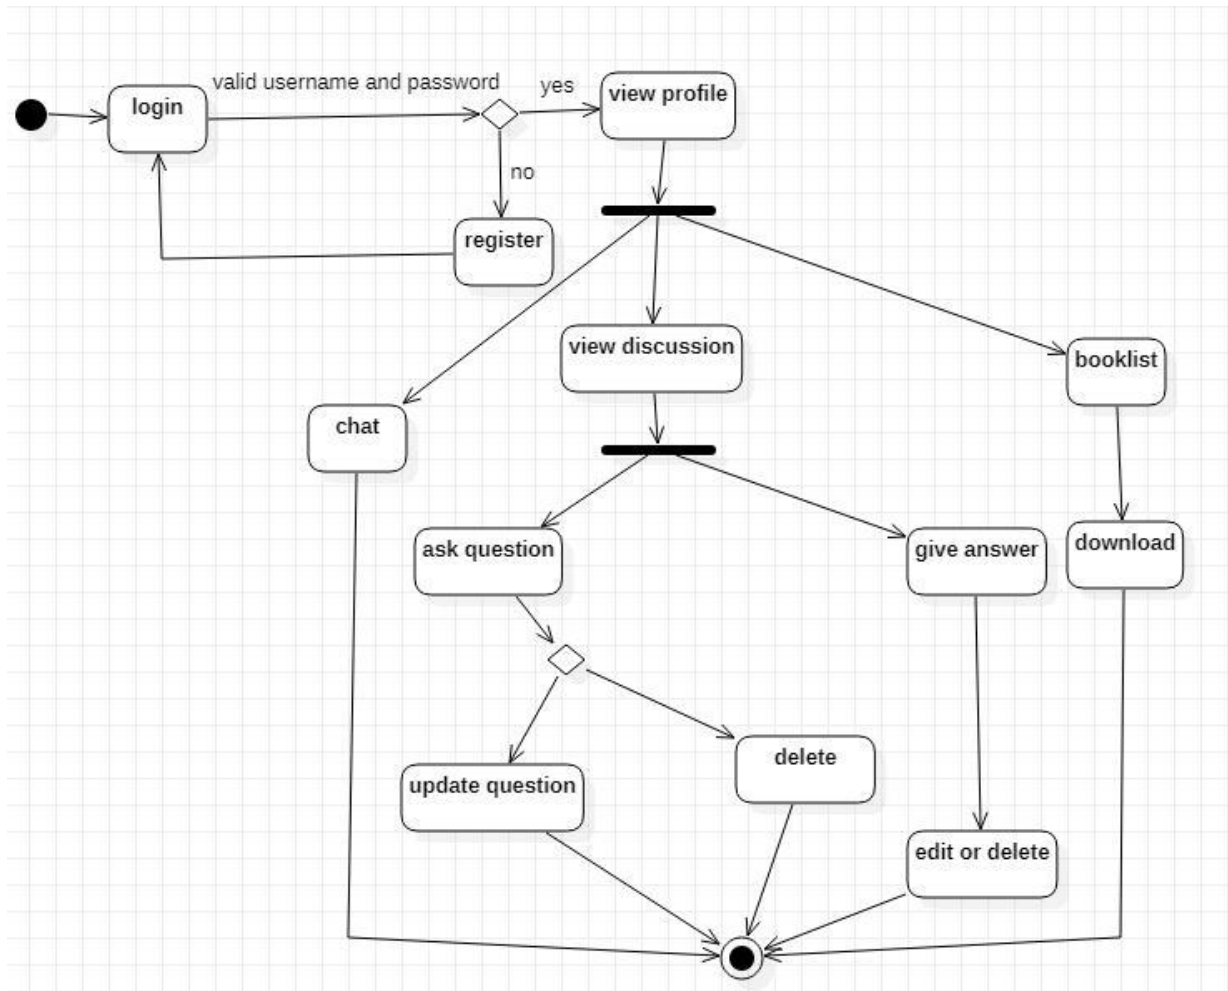 valid username and password
yes
login
view profile
no
register
view discussion
booklist
chat
ask question
give answer
download
delete
update question
edit or delete